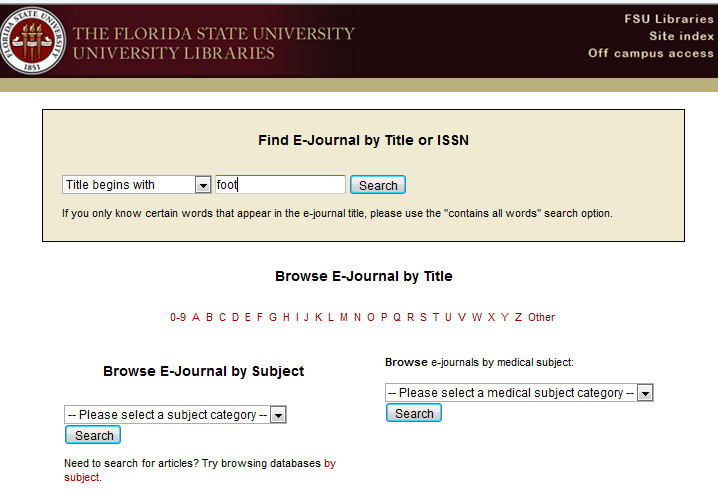 FLORIDA STATE UNIVERSITY
1851
THE FLORIDA STATE UNIVERSITY
UNIVERSITY LIBRARIES
FSU Libraries
Site index
Off campus access
Find E-Journal by Title or ISSN
Title begins with foot Search
If you only know certain words that appear in the e-journal title, please use the "contains all words" search option.
Browse E-Journal by Title
0-9 A B C D E F G H I J K L M N O P Q R S T U V W X Y Z Other
Browse E-Journal by Subject
-- Please select a subject category --
Search
Need to search for articles? Try browsing databases by
subject.
Browse e-journals by medical subject:
-- Please select a medical subject category --
Search